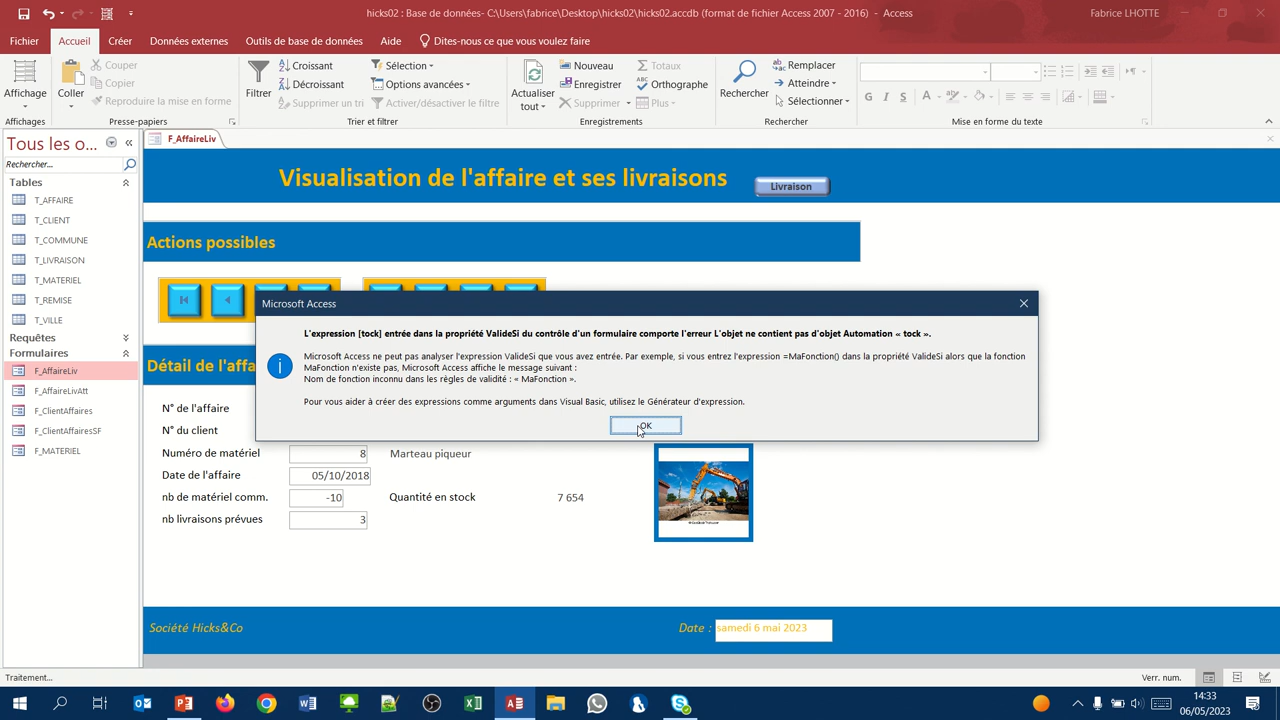 hicks02 : Base de données- C:\Users\fabrice\Desktop\hicks02\hicks02.accdb (format de fichier Access 2007 - 2016) - Access
Fabrice LHOTTE
Fichier
Accueil
Créer
Données externes
Outils de base de données
Aide
Dites-nous ce que vous voulez faire
Affichage
Affichages
Coller
Couper
Copier
Reproduire la mise en forme
Presse-papiers
Filtrer
Croissant
Décroissant
Supprimer un tri
Sélection
Options avancées
Activer/désactiver le filtre
Trier et filtrer
Actualiser
tout
Nouveau
Enregistrer
Supprimer
Totaux
Orthographe
Plus
Enregistrements
Rechercher
Remplacer
Atteindre
Sélectionner
Rechercher
G I S A
Mise en forme du texte
Tous les o...
Rechercher...
Tables
T_AFFAIRE
T_CLIENT
T_COMMUNE
T_LIVRAISON
T_MATERIEL
T_REMISE
T_VILLE
Requêtes
Formulaires
F_AffaireLiv
F_AffaireLivAtt
F_ClientAffaires
F_ClientAffairesSF
F_MATERIEL
F_AffaireLiv
Visualisation de l'affaire et ses livraisons
Livraison
Actions possibles
Microsoft Access
L'expression [tock] entrée dans la propriété ValideSi du contrôle d'un formulaire comporte l'erreur L'objet ne contient pas d'objet Automation « tock ».
Microsoft Access ne peut pas analyser l'expression ValideSi que vous avez entrée. Par exemple, si vous entrez l'expression =MaFonction() dans la propriété ValideSi alors que la fonction
MaFonction n'existe pas, Microsoft Access affiche le message suivant :
Nom de fonction inconnu dans les règles de validité : « MaFonction ».
Pour vous aider à créer des expressions comme arguments dans Visual Basic, utilisez le Générateur d'expression.
OK
Détail de l'affa
N° de l'affaire
N° du client
Numéro de matériel 8 Marteau piqueur
Date de l'affaire 05/10/2018
nb de matériel comm. -10 Quantité en stock 7 654
nb livraisons prévues 3
Société Hicks&Co
Date : samedi 6 mai 2023
Traitement...
Verr. num.
14:33
06/05/2023